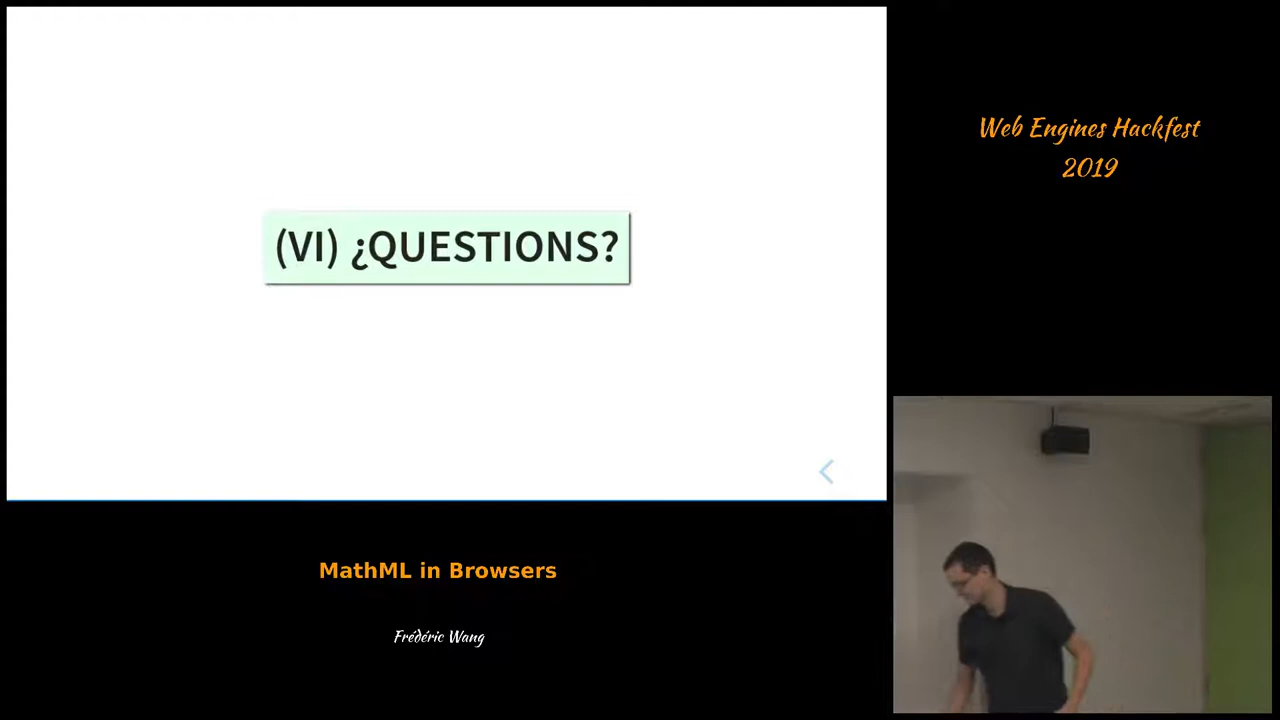 (VI) ¿QUESTIONS?
Web Engines Hackfest
2019
MathML in Browsers
Frédéric Wang